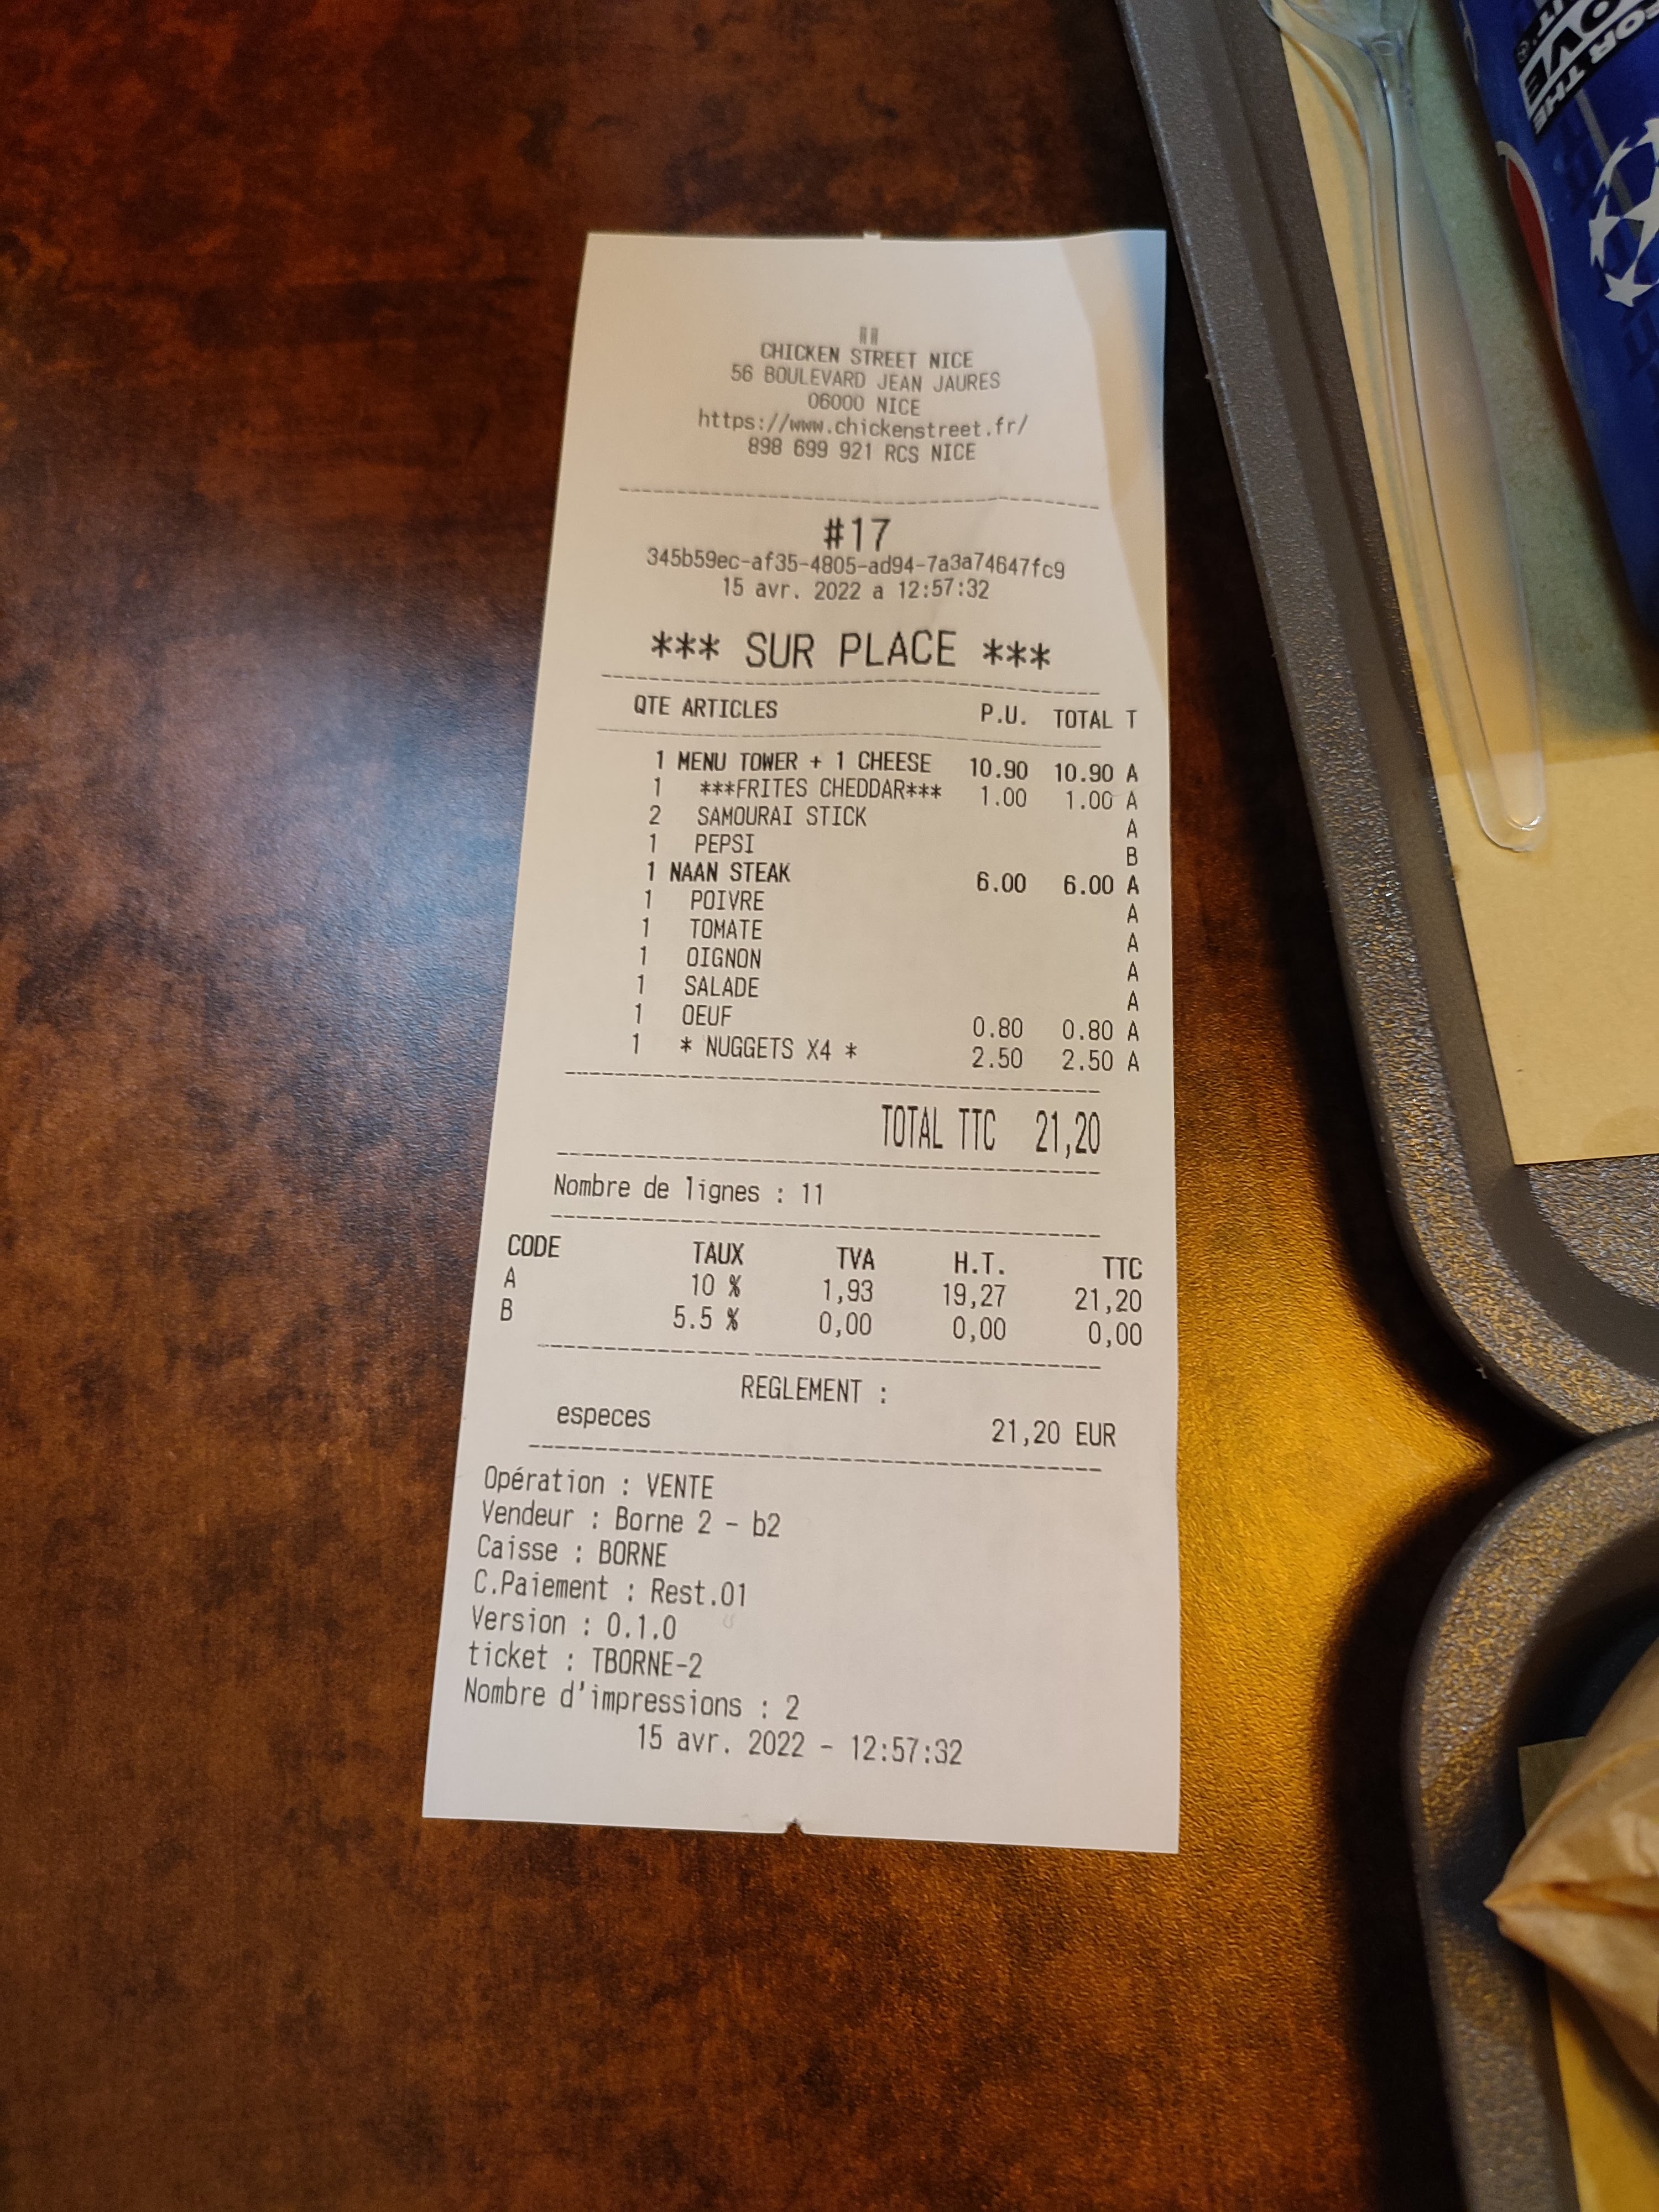 CHICKEN STREET NICE
56 BOULEVARD JEAN JAURES
06000 NICE
https://www.chickenstreet.fr/
898 699 921 RCS NICE
#17
345b59ec-af35-4805-ad94-7a3a74647fc9
15 avr. 2022 a 12:57:32
*** SUR PLACE ***
QTE ARTICLES P.U. TOTAL T
1 MENU TOWER + 1 CHEESE 10.90 10.90 A
1 ***FRITES CHEDDAR*** 1.00 1.00 A
2 SAMOURAI STICK A
1 PEPSI B
1 NAAN STEAK 6.00 6.00 A
1 POIVRE A
1 TOMATE A
1 OIGNON A
1 SALADE A
1 OEUF 0.80 0.80 A
1 * NUGGETS X4 * 2.50 2.50 A
TOTAL TTC 21,20
Nombre de lignes : 11
CODE TAUX TVA H.T. TTC
A 10 % 1,93 19,27 21,20
B 5.5 % 0,00 0,00 0,00
REGLEMENT :
especes 21,20 EUR
Opération : VENTE
Vendeur : Borne 2 - b2
Caisse : BORNE
C.Paiement : Rest.01
Version : 0.1.0
ticket : TBORNE-2
Nombre d'impressions : 2
15 avr. 2022 - 12:57:32
FOR THE